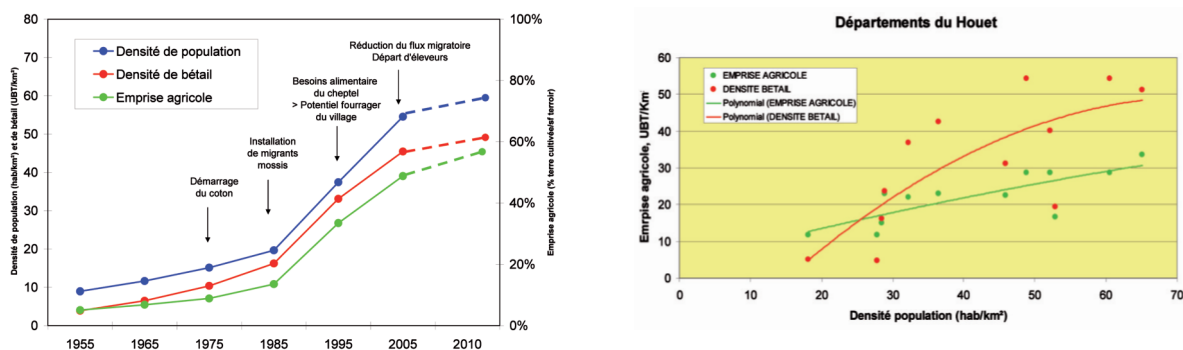 Densité de population (hab/km²) et de bétail (UBT/km²)
80
70
60
50
40
30
20
10
0
Densité de population
Densité de bétail
Emprise agricole
Démarrage
du coton
Installation
de migrants
mossis
Besoins alimentaire
du cheptel
> Potentiel fourrager
du village
Réduction du flux migratoire
Départ d'éleveurs
100%
80%
60%
40%
20%
0%
Emprise agricole (% terre cultivée/sf terroir)
1955 1965 1975 1985 1995 2005 2010
Départements du Houet
Emrpise agricole, UBT/Km
60
50
40
30
20
10
0
EMPRISE AGRICOLE
DENSITE BETAIL
Polynomial (EMPRISE AGRICOLE)
Polynomial (DENSITE BETAIL)
0 10 20 30 40 50 60 70
Densité population (hab/km²)